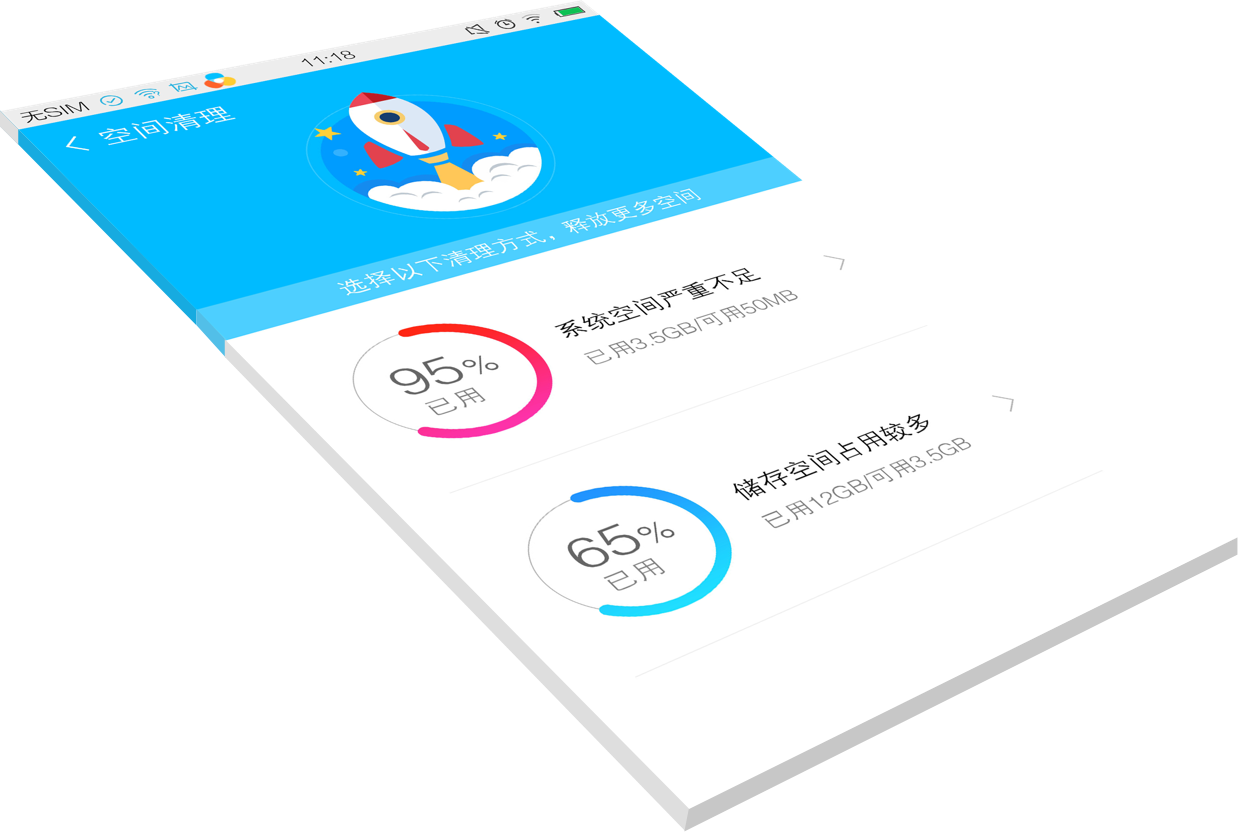 无SIM 11:18
空间清理
选择以下清理方式，释放更多空间
95%
已用
系统空间严重不足
已用3.5GB/可用50MB
65%
已用
储存空间占用较多
已用12GB/可用3.5GB